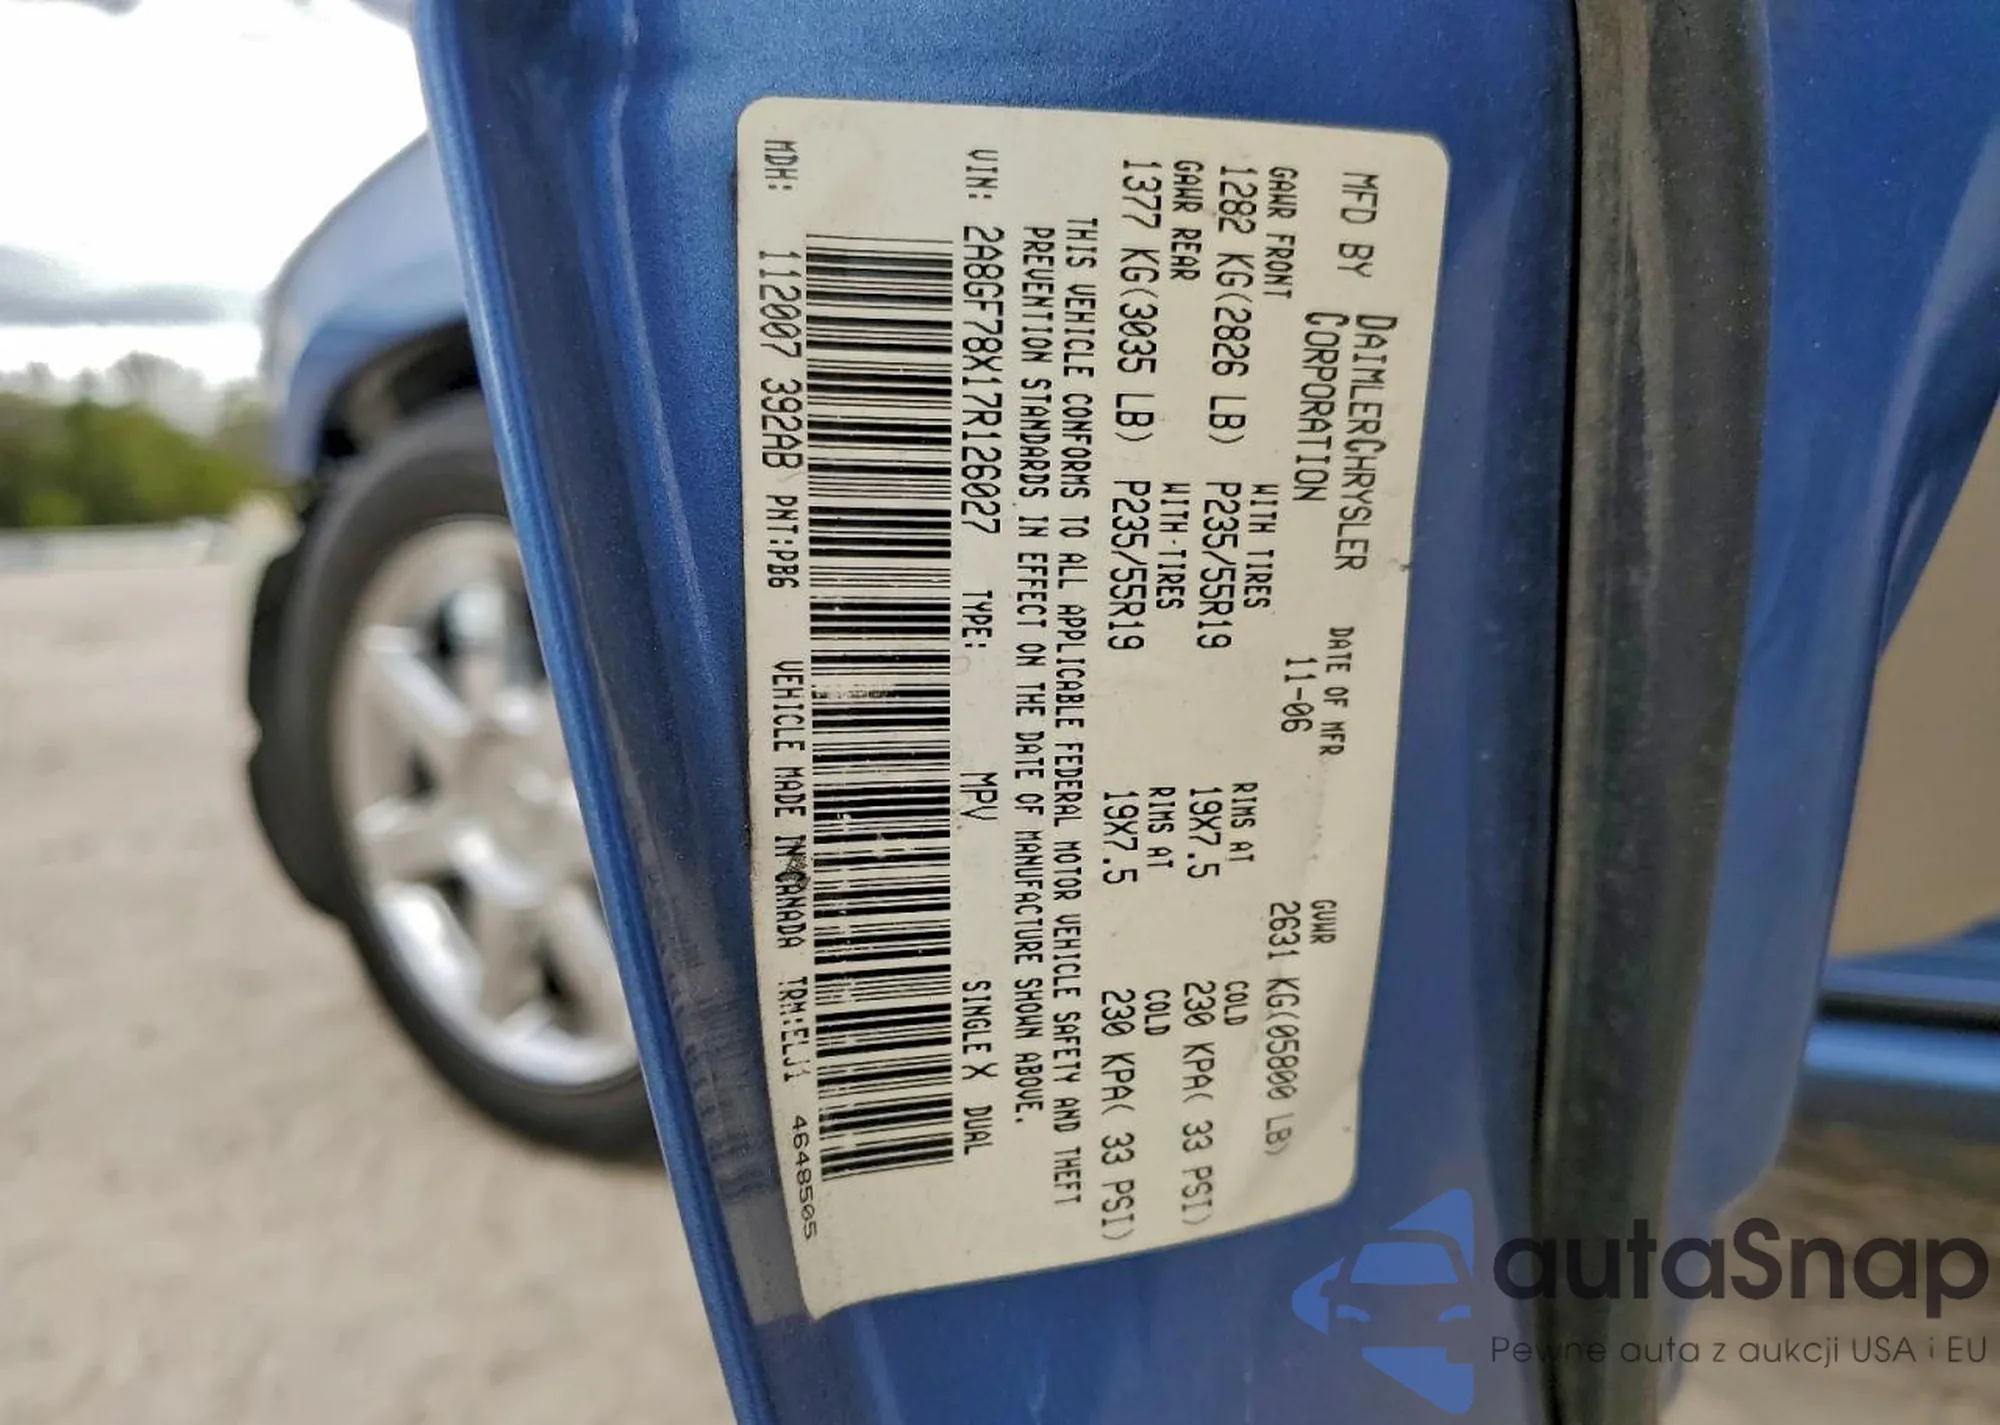 MFD BY DAIMLERCHRYSLER CORPORATION
DATE OF MFR 11-06
GVWR 2631 KG(05800 LB)
GAWR FRONT WITH TIRES RIMS AT COLD
1282 KG(2826 LB) P235/55R19 19X7.5 230 KPA( 33 PSI)
GAWR REAR WITH TIRES RIMS AT COLD
1377 KG(3035 LB) P235/55R19 19X7.5 230 KPA( 33 PSI)
THIS VEHICLE CONFORMS TO ALL APPLICABLE FEDERAL MOTOR VEHICLE SAFETY AND THEFT
PREVENTION STANDARDS IN EFFECT ON THE DATE OF MANUFACTURE SHOWN ABOVE.
VIN: 2A8GF78X17R126027 TYPE: MPV SINGLE X DUAL
MDH: 112007 392AB PNT:PB6 VEHICLE MADE IN CANADA TRM:ELJ1 4648505
autaSnap
Pewne auta z aukcji USA i EU